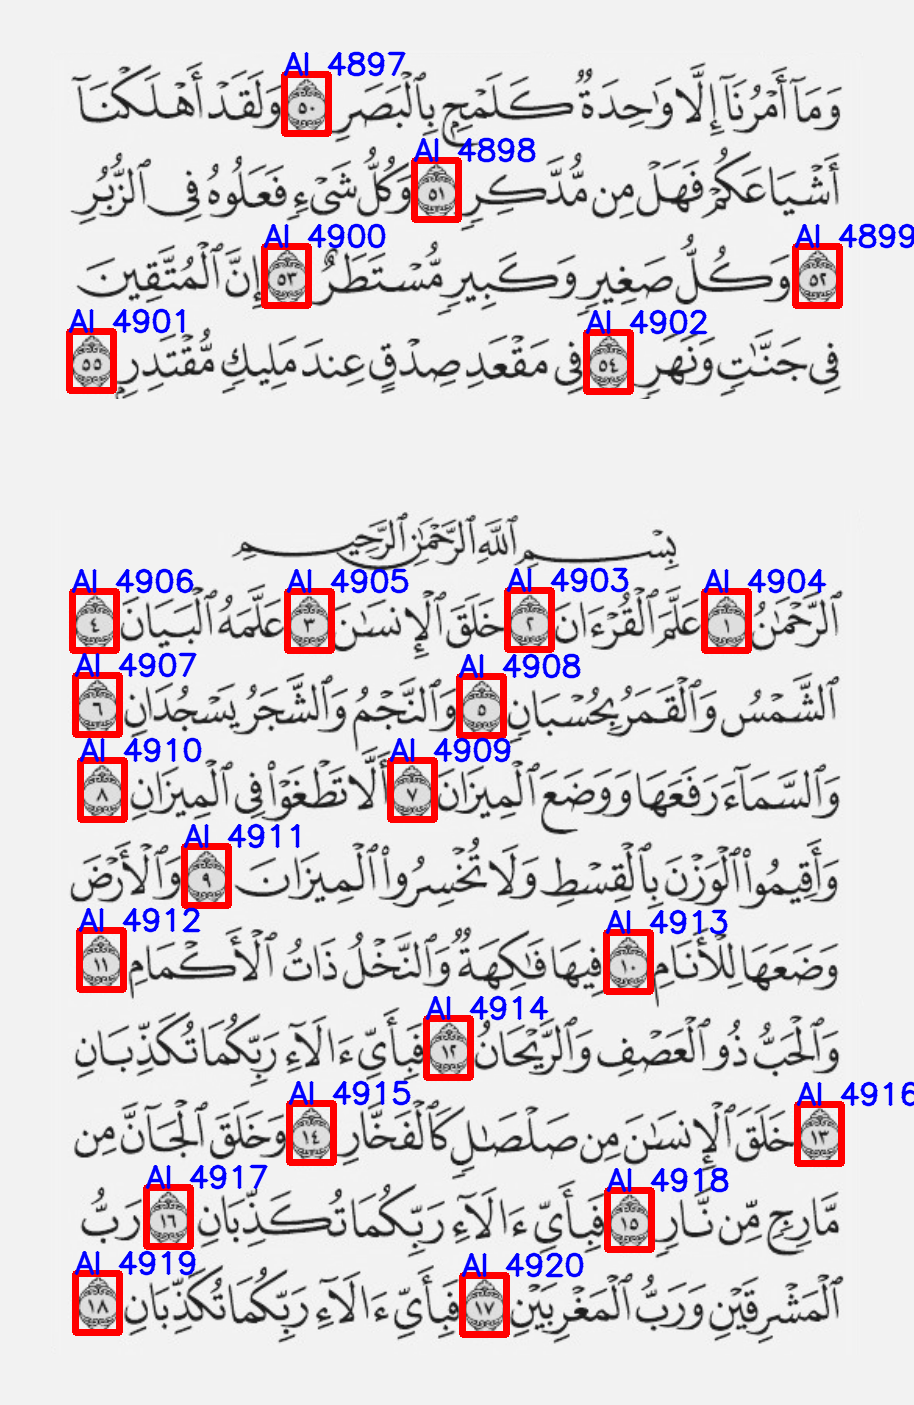 AI 4897
وَمَآ أَمْرُنَآ إِلَّا وَٰحِدَةٌ كَلَمْحٍۭ بِٱلْبَصَرِ ٥٠ وَلَقَدْ أَهْلَكْنَآ
AI 4898
أَشْيَاعَكُمْ فَهَلْ مِن مُّدَّكِرٍ ٥١ وَكُلُّ شَىْءٍ فَعَلُوهُ فِى ٱلزُّبُرِ
AI 4899 AI 4900
٥٢ وَكُلُّ صَغِيرٍ وَكَبِيرٍ مُّسْتَطَرٌ ٥٣ إِنَّ ٱلْمُتَّقِينَ
AI 4902 AI 4901
فِى جَنَّٰتٍ وَنَهَرٍ ٥٤ فِى مَقْعَدِ صِدْقٍ عِندَ مَلِيكٍ مُّقْتَدِرٍۭ ٥٥
بِسْمِ ٱللَّهِ ٱلرَّحْمَٰنِ ٱلرَّحِيمِ
AI 4904 AI 4903 AI 4905 AI 4906
ٱلرَّحْمَٰنُ ١ عَلَّمَ ٱلْقُرْءَانَ ٢ خَلَقَ ٱلْإِنسَٰنَ ٣ عَلَّمَهُ ٱلْبَيَانَ ٤
AI 4908 AI 4907
ٱلشَّمْسُ وَٱلْقَمَرُ بِحُسْبَانٍ ٥ وَٱلنَّجْمُ وَٱلشَّجَرُ يَسْجُدَانِ ٦
AI 4909 AI 4910
وَٱلسَّمَآءَ رَفَعَهَا وَوَضَعَ ٱلْمِيزَانَ ٧ أَلَّا تَطْغَوْا۟ فِى ٱلْمِيزَانِ ٨
AI 4911
وَأَقِيمُوا۟ ٱلْوَزْنَ بِٱلْقِسْطِ وَلَا تُخْسِرُوا۟ ٱلْمِيزَانَ ٩ وَٱلْأَرْضَ
AI 4913 AI 4912
وَضَعَهَا لِلْأَنَامِ ١٠ فِيهَا فَٰكِهَةٌ وَٱلنَّخْلُ ذَاتُ ٱلْأَكْمَامِ ١١
AI 4914
وَٱلْحَبُّ ذُو ٱلْعَصْفِ وَٱلرَّيْحَانُ ١٢ فَبِأَىِّ ءَالَآءِ رَبِّكُمَا تُكَذِّبَانِ
AI 4916 AI 4915
١٣ خَلَقَ ٱلْإِنسَٰنَ مِن صَلْصَٰلٍ كَٱلْفَخَّارِ ١٤ وَخَلَقَ ٱلْجَآنَّ مِن
AI 4918 AI 4917
مَّارِجٍ مِّن نَّارٍ ١٥ فَبِأَىِّ ءَالَآءِ رَبِّكُمَا تُكَذِّبَانِ ١٦ رَبُّ
AI 4920 AI 4919
ٱلْمَشْرِقَيْنِ وَرَبُّ ٱلْمَغْرِبَيْنِ ١٧ فَبِأَىِّ ءَالَآءِ رَبِّكُمَا تُكَذِّبَانِ ١٨